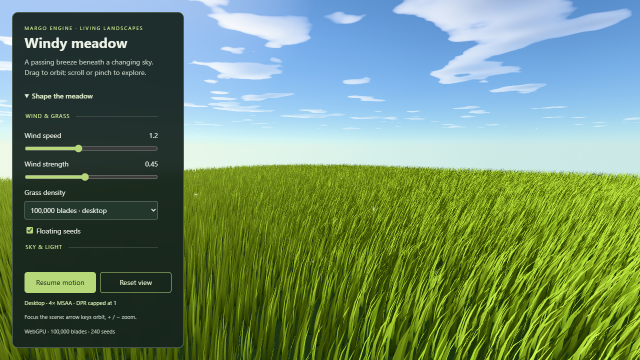 MARGO ENGINE · LIVING LANDSCAPES
Windy meadow
A passing breeze beneath a changing sky.
Drag to orbit; scroll or pinch to explore.
▼ Shape the meadow
WIND & GRASS
Wind speed 1.2
Wind strength 0.45
Grass density
100,000 blades · desktop
Floating seeds
SKY & LIGHT
Resume motion Reset view
Desktop · 4× MSAA · DPR capped at 1
Focus the scene: arrow keys orbit, + / − zoom.
WebGPU · 100,000 blades · 240 seeds